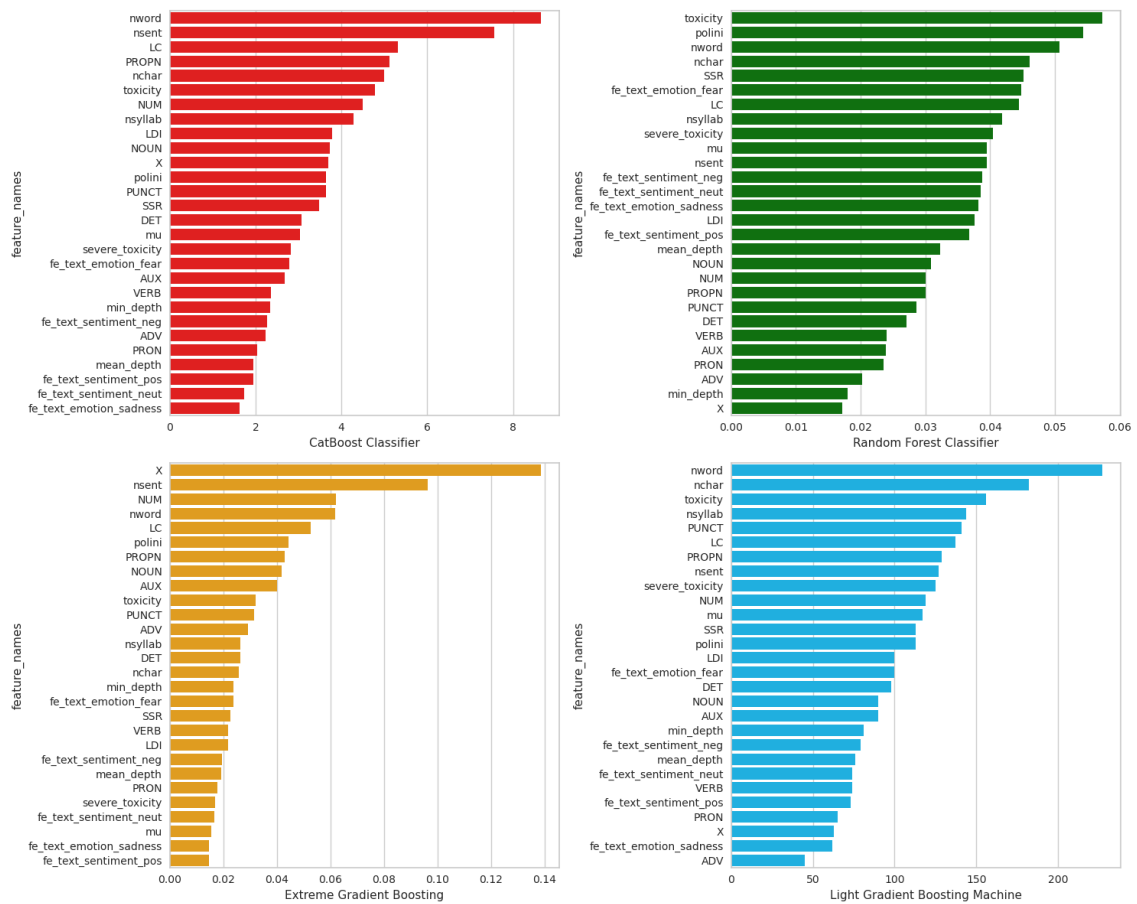 feature_names
nword
nsent
LC
PROPN
nchar
toxicity
NUM
nsyllab
LDI
NOUN
X
polini
PUNCT
SSR
DET
mu
severe_toxicity
fe_text_emotion_fear
AUX
VERB
min_depth
fe_text_sentiment_neg
ADV
PRON
mean_depth
fe_text_sentiment_pos
fe_text_sentiment_neut
fe_text_emotion_sadness
0 2 4 6 8
CatBoost Classifier
feature_names
toxicity
polini
nword
nchar
SSR
fe_text_emotion_fear
LC
nsyllab
severe_toxicity
mu
nsent
fe_text_sentiment_neg
fe_text_sentiment_neut
fe_text_emotion_sadness
LDI
fe_text_sentiment_pos
mean_depth
NOUN
NUM
PROPN
PUNCT
DET
VERB
AUX
PRON
ADV
min_depth
X
0.00 0.01 0.02 0.03 0.04 0.05 0.06
Random Forest Classifier
feature_names
X
nsent
NUM
nword
LC
polini
PROPN
NOUN
AUX
toxicity
PUNCT
ADV
nsyllab
DET
nchar
min_depth
fe_text_emotion_fear
SSR
VERB
LDI
fe_text_sentiment_neg
mean_depth
PRON
severe_toxicity
fe_text_sentiment_neut
mu
fe_text_emotion_sadness
fe_text_sentiment_pos
0.00 0.02 0.04 0.06 0.08 0.10 0.12 0.14
Extreme Gradient Boosting
feature_names
nword
nchar
toxicity
nsyllab
PUNCT
LC
PROPN
nsent
severe_toxicity
NUM
mu
SSR
polini
LDI
fe_text_emotion_fear
DET
NOUN
AUX
min_depth
fe_text_sentiment_neg
mean_depth
fe_text_sentiment_neut
VERB
fe_text_sentiment_pos
PRON
X
fe_text_emotion_sadness
ADV
0 50 100 150 200
Light Gradient Boosting Machine